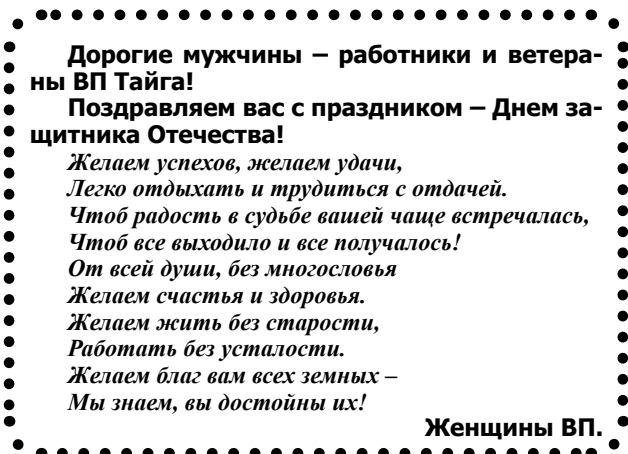 Дорогие мужчины – работники и ветера-
ны ВП Тайга!
Поздравляем вас с праздником – Днем за-
щитника Отечества!
Желаем успехов, желаем удачи,
Легко отдыхать и трудиться с отдачей.
Чтоб радость в судьбе вашей чаще встречалась,
Чтоб все выходило и все получалось!
От всей души, без многословья
Желаем счастья и здоровья.
Желаем жить без старости,
Работать без усталости.
Желаем благ вам всех земных –
Мы знаем, вы достойны их!
Женщины ВП.